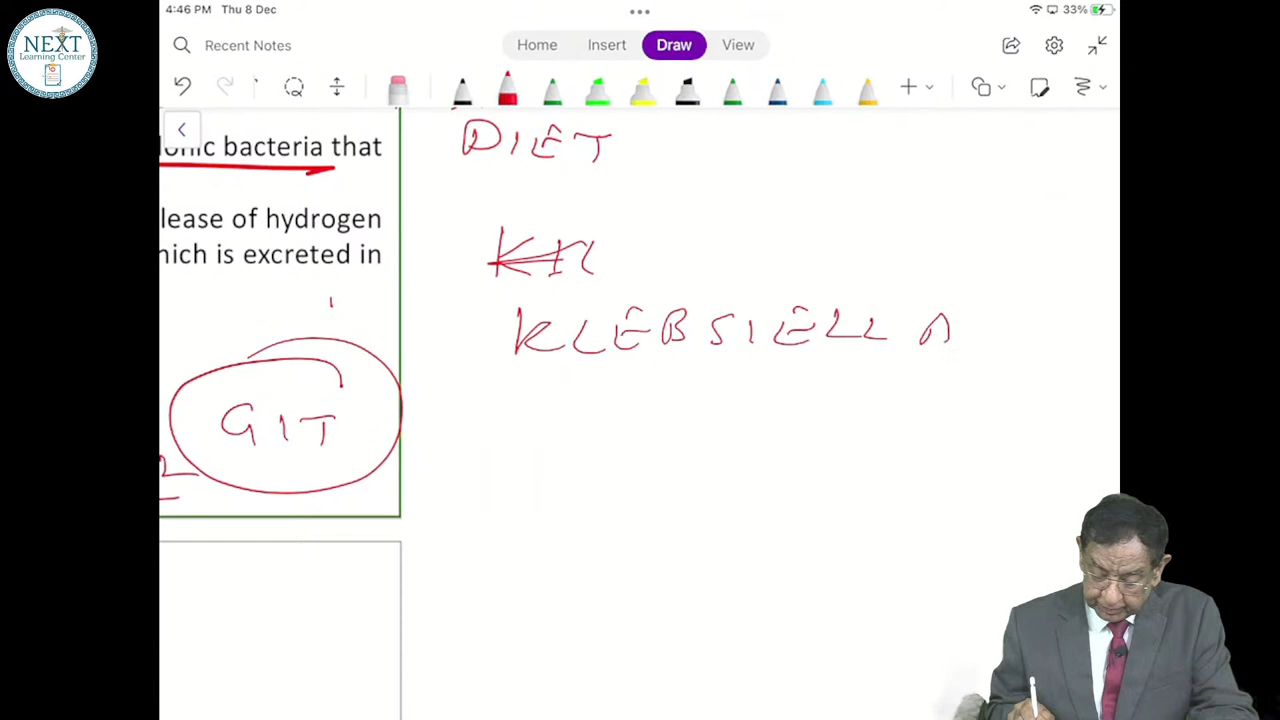 4:46 PM Thu 8 Dec
33%
NEXT
Learning Center
Recent Notes
Home Insert Draw View
DIET
onic bacteria that
lease of hydrogen
hich is excreted in
KLEBSIELLA
GIT